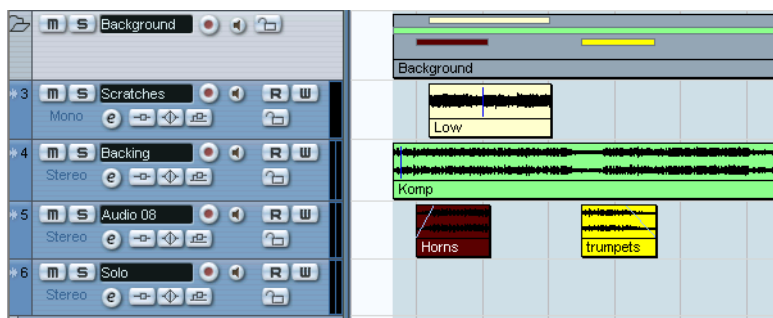 m S Background
Background
3 m S Scratches R W
Mono e
Low
4 m S Backing R W
Stereo e
Komp
5 m S Audio 08 R W
Stereo e
Horns trumpets
6 m S Solo R W
Stereo e